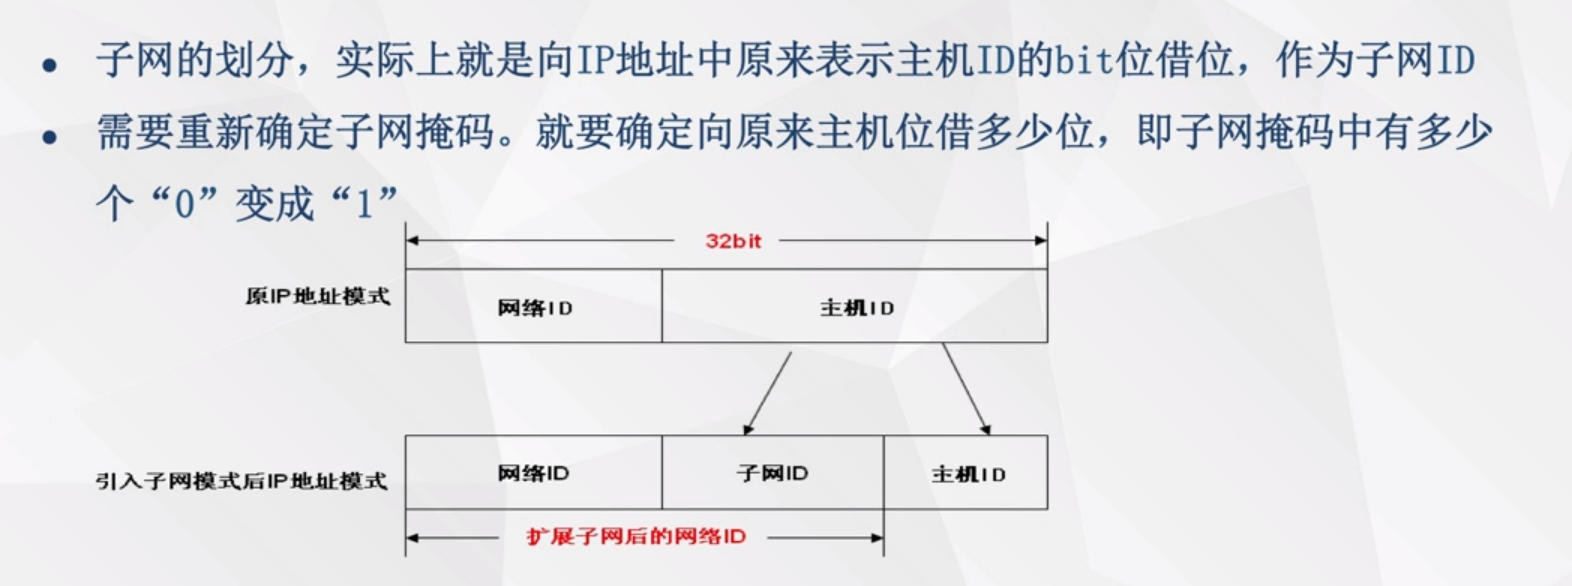 子网的划分，实际上就是向IP地址中原来表示主机ID的bit位借位，作为子网ID
需要重新确定子网掩码。就要确定向原来主机位借多少位，即子网掩码中有多少
个“0”变成“1”
32bit
原IP地址模式
网络ID
主机ID
引入子网模式后IP地址模式
网络ID
子网ID
主机ID
扩展子网后的网络ID